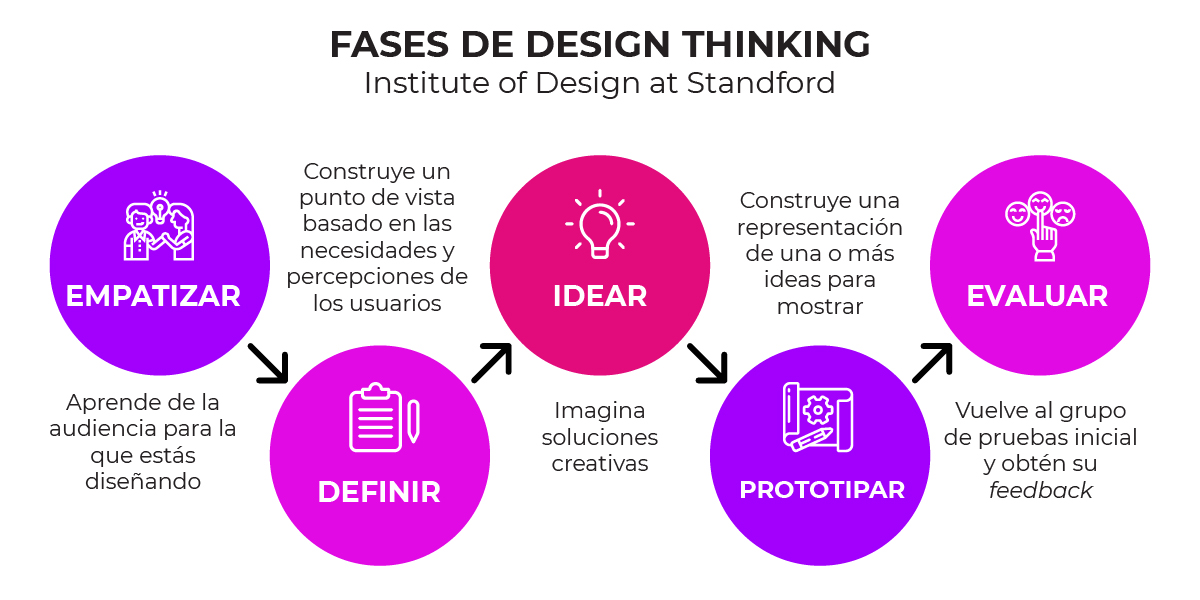 FASES DE DESIGN THINKING
Institute of Design at Standford
EMPATIZAR
Aprende de la
audiencia para la
que estás
diseñando
Construye un
punto de vista
basado en las
necesidades y
percepciones de
los usuarios
DEFINIR
IDEAR
Imagina
soluciones
creativas
Construye una
representación
de una o más
ideas para
mostrar
PROTOTIPAR
EVALUAR
Vuelve al grupo
de pruebas inicial
y obtén su
feedback